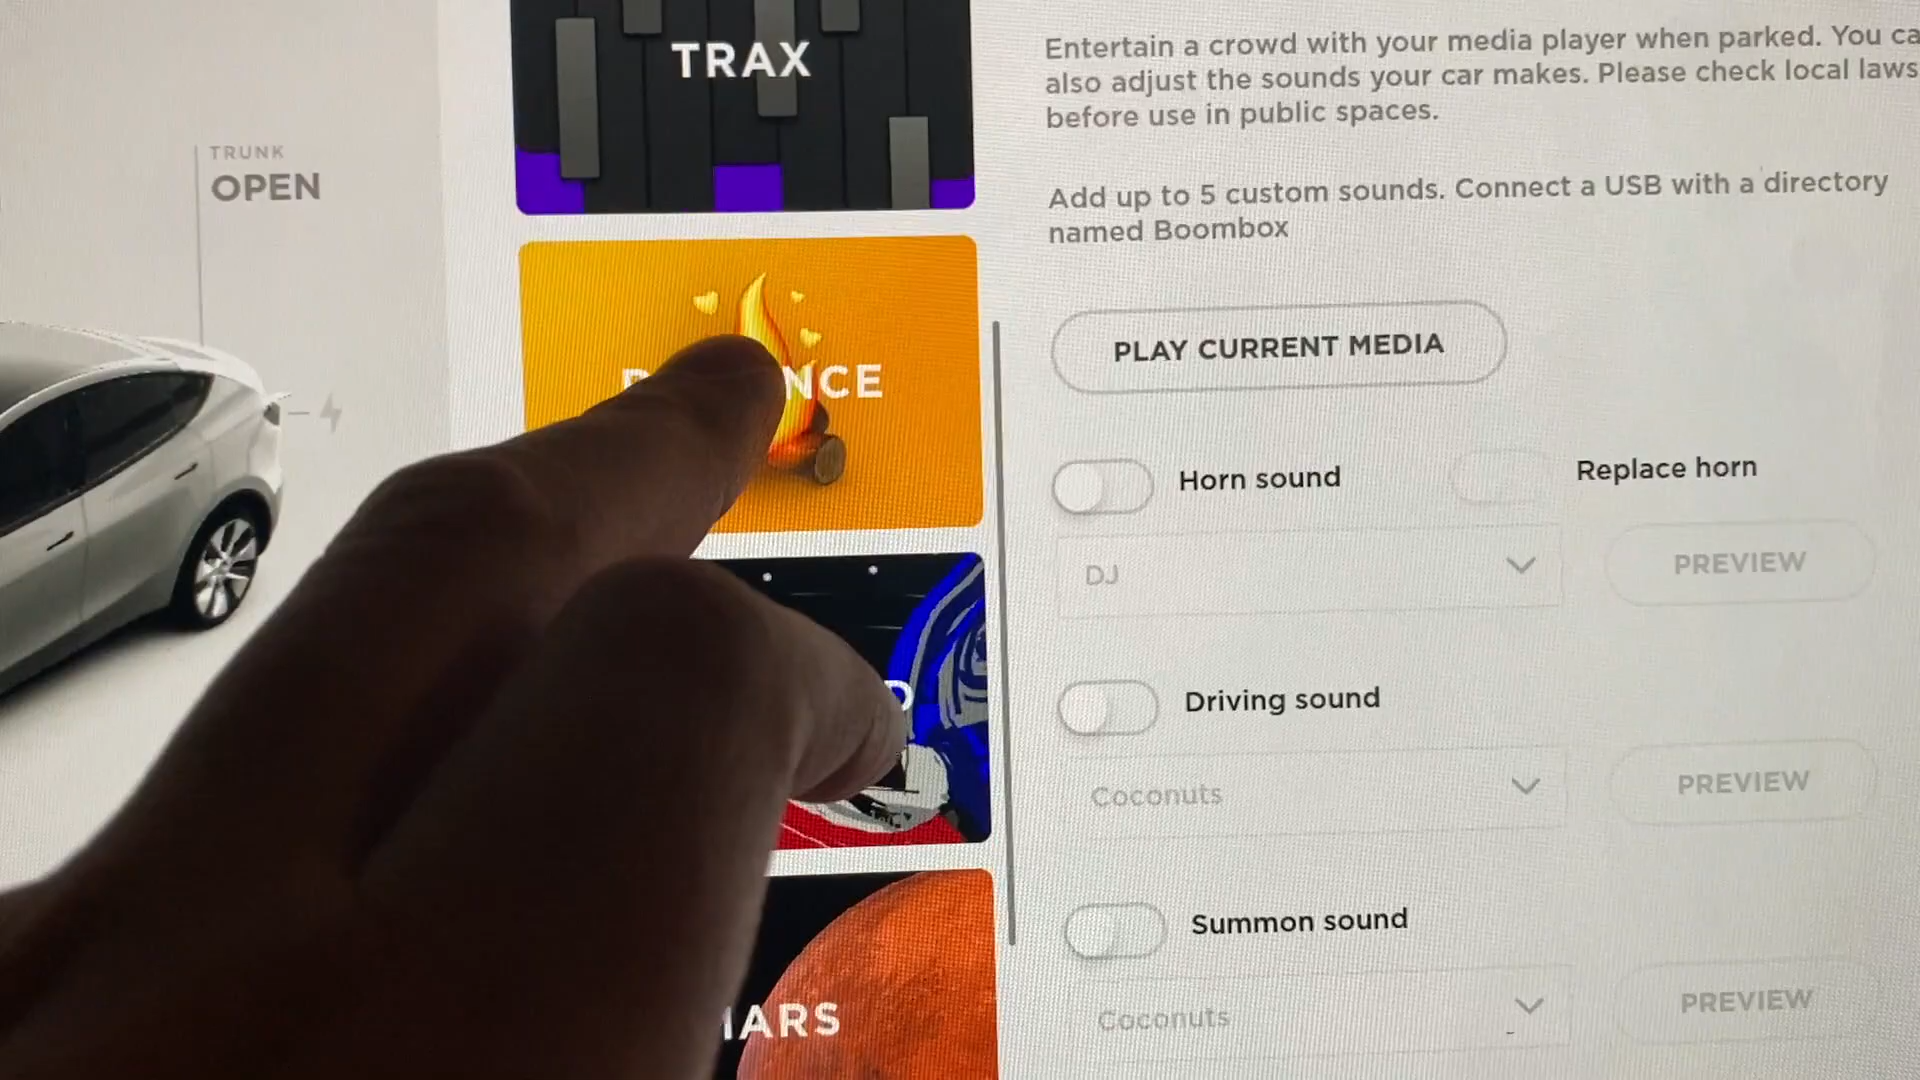 TRUNK
OPEN
TRAX
NCE
ARS
Entertain a crowd with your media player when parked. You ca
also adjust the sounds your car makes. Please check local laws
before use in public spaces.
Add up to 5 custom sounds. Connect a USB with a directory
named Boombox
PLAY CURRENT MEDIA
Horn sound
Replace horn
DJ
PREVIEW
Driving sound
Coconuts
PREVIEW
Summon sound
Coconuts
PREVIEW